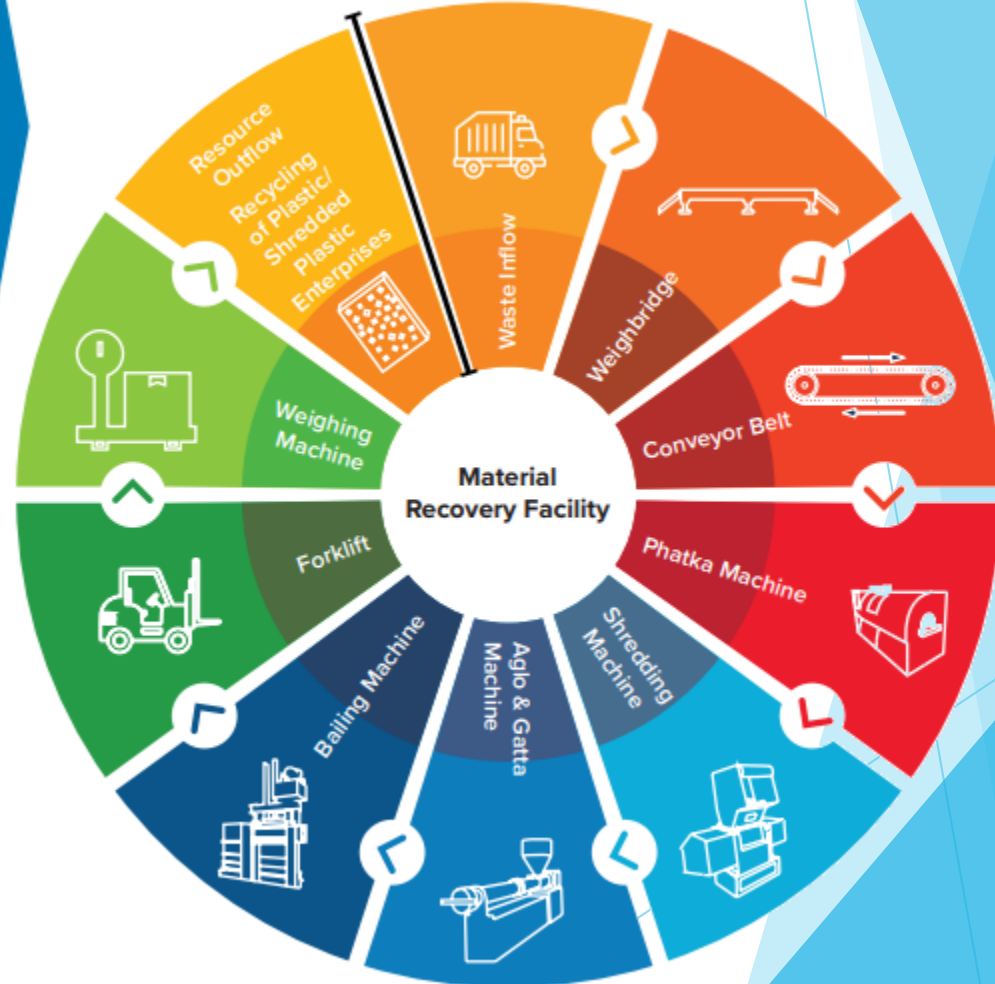 Material
Recovery Facility
Waste Inflow
Weighbridge
Conveyor Belt
Phatka Machine
Shredding
Machine
Aglo & Gatta
Machine
Bailing Machine
Forklift
Weighing
Machine
Resource
Outflow
Recycling
of Plastic/
Shredded
Plastic
Enterprises